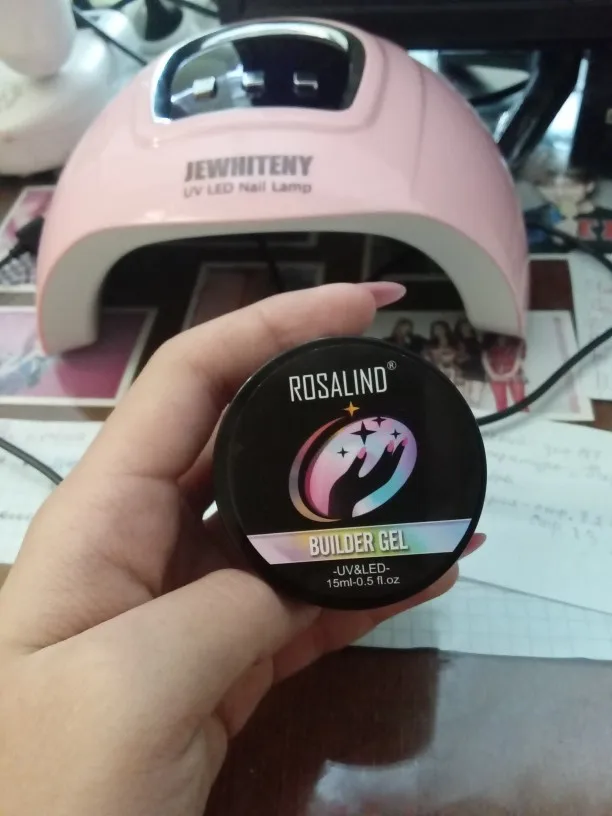 JEWHITENY
UV LED Nail Lamp
ROSALIND®
BUILDER GEL
-UV&LED-
15ml-0.5 fl.oz